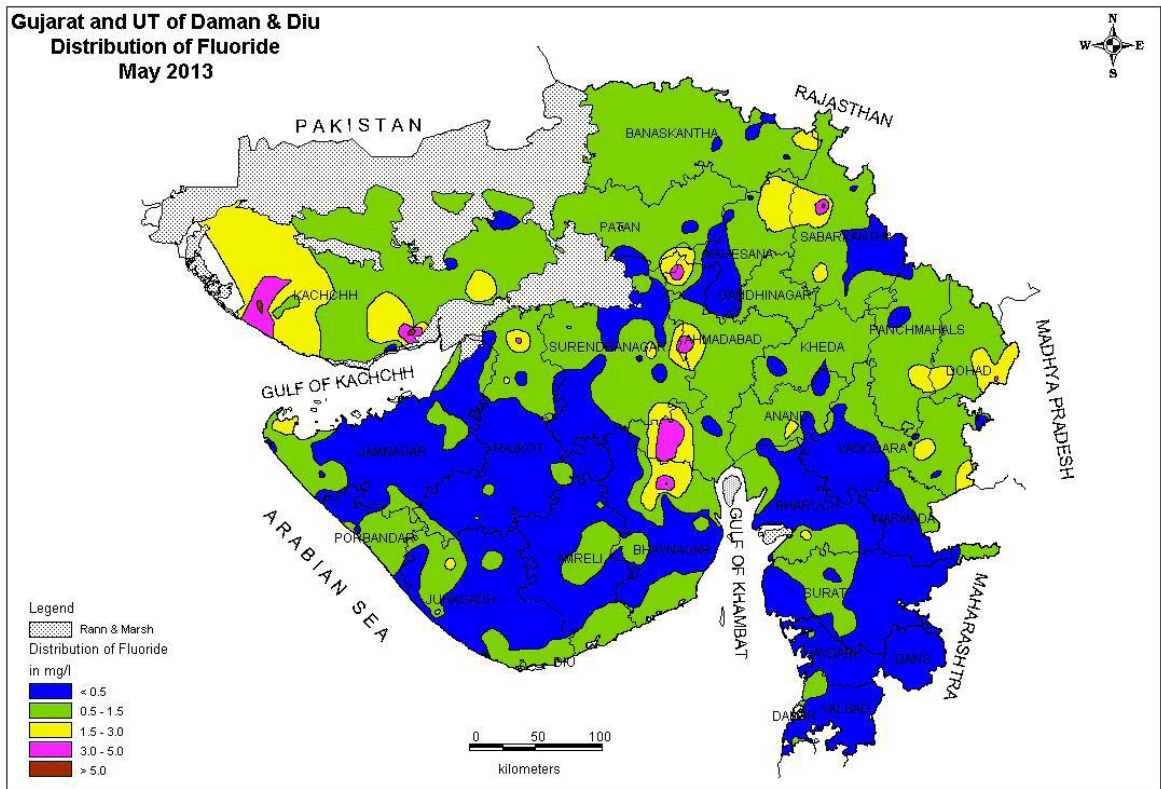 Gujarat and UT of Daman & Diu
Distribution of Fluoride
May 2013
N
W E
S
RAJASTHAN
PAKISTAN
BANASKANTHA
PATAN
MAHESANA
SABARKANTHA
KACHCHH
GANDHINAGAR
PANCHMAHALS
SURENDRANAGAR
AHMADABAD
KHEDA
DOHAD
MADHYA PRADESH
GULF OF KACHCHH
ANAND
JAMNAGAR
RAJKOT
VADODARA
BHARUCH
NARMADA
GULF OF KHAMBAT
PORBANDAR
ARABIAN SEA
AMRELI
BHAVNAGAR
JUNAGADH
SURAT
MAHARASHTRA
NAVSARI
DANG
DIU
DAMAN
VALSAD
Legend
Rann & Marsh
Distribution of Fluoride
in mg/l
< 0.5
0.5 - 1.5
1.5 - 3.0
3.0 - 5.0
> 5.0
0 50 100
kilometers